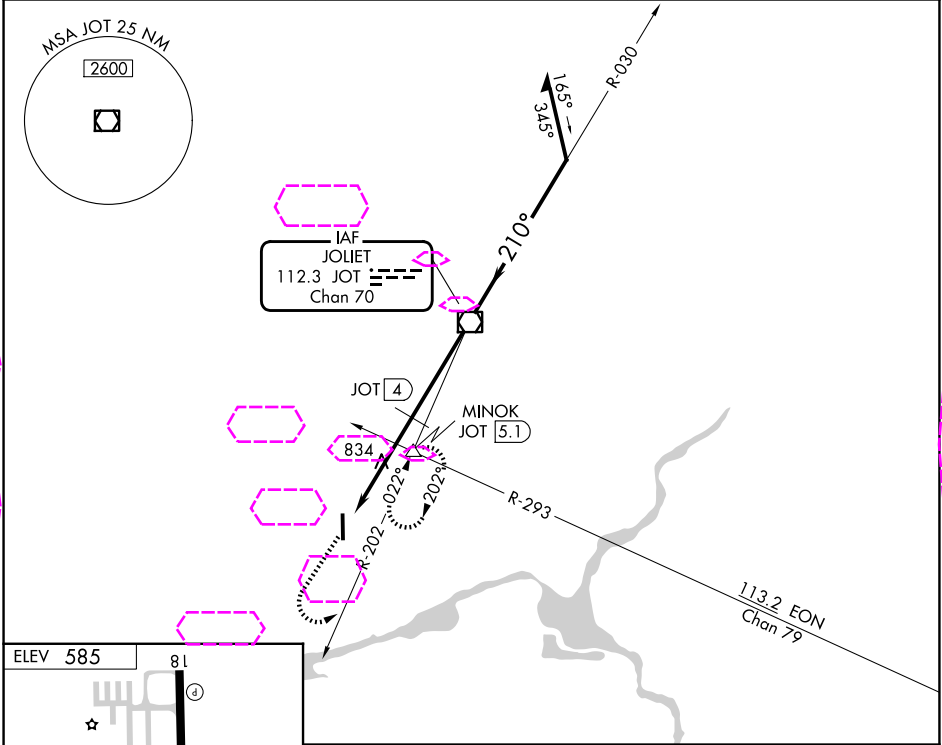 MSA JOT 25 NM
2600
R-030
165°
345°
210°
IAF
JOLIET
112.3 JOT
Chan 70
JOT 4
MINOK
JOT 5.1
834
022°
202°
R-202
R-293
113.2 EON
Chan 79
ELEV 585
18
P